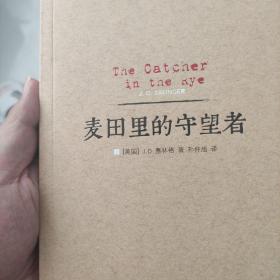 The Catcher
in the Rye
J. D. SALINGER
麦田里的守望者
[美国] J.D. 塞林格 著 孙仲旭 译